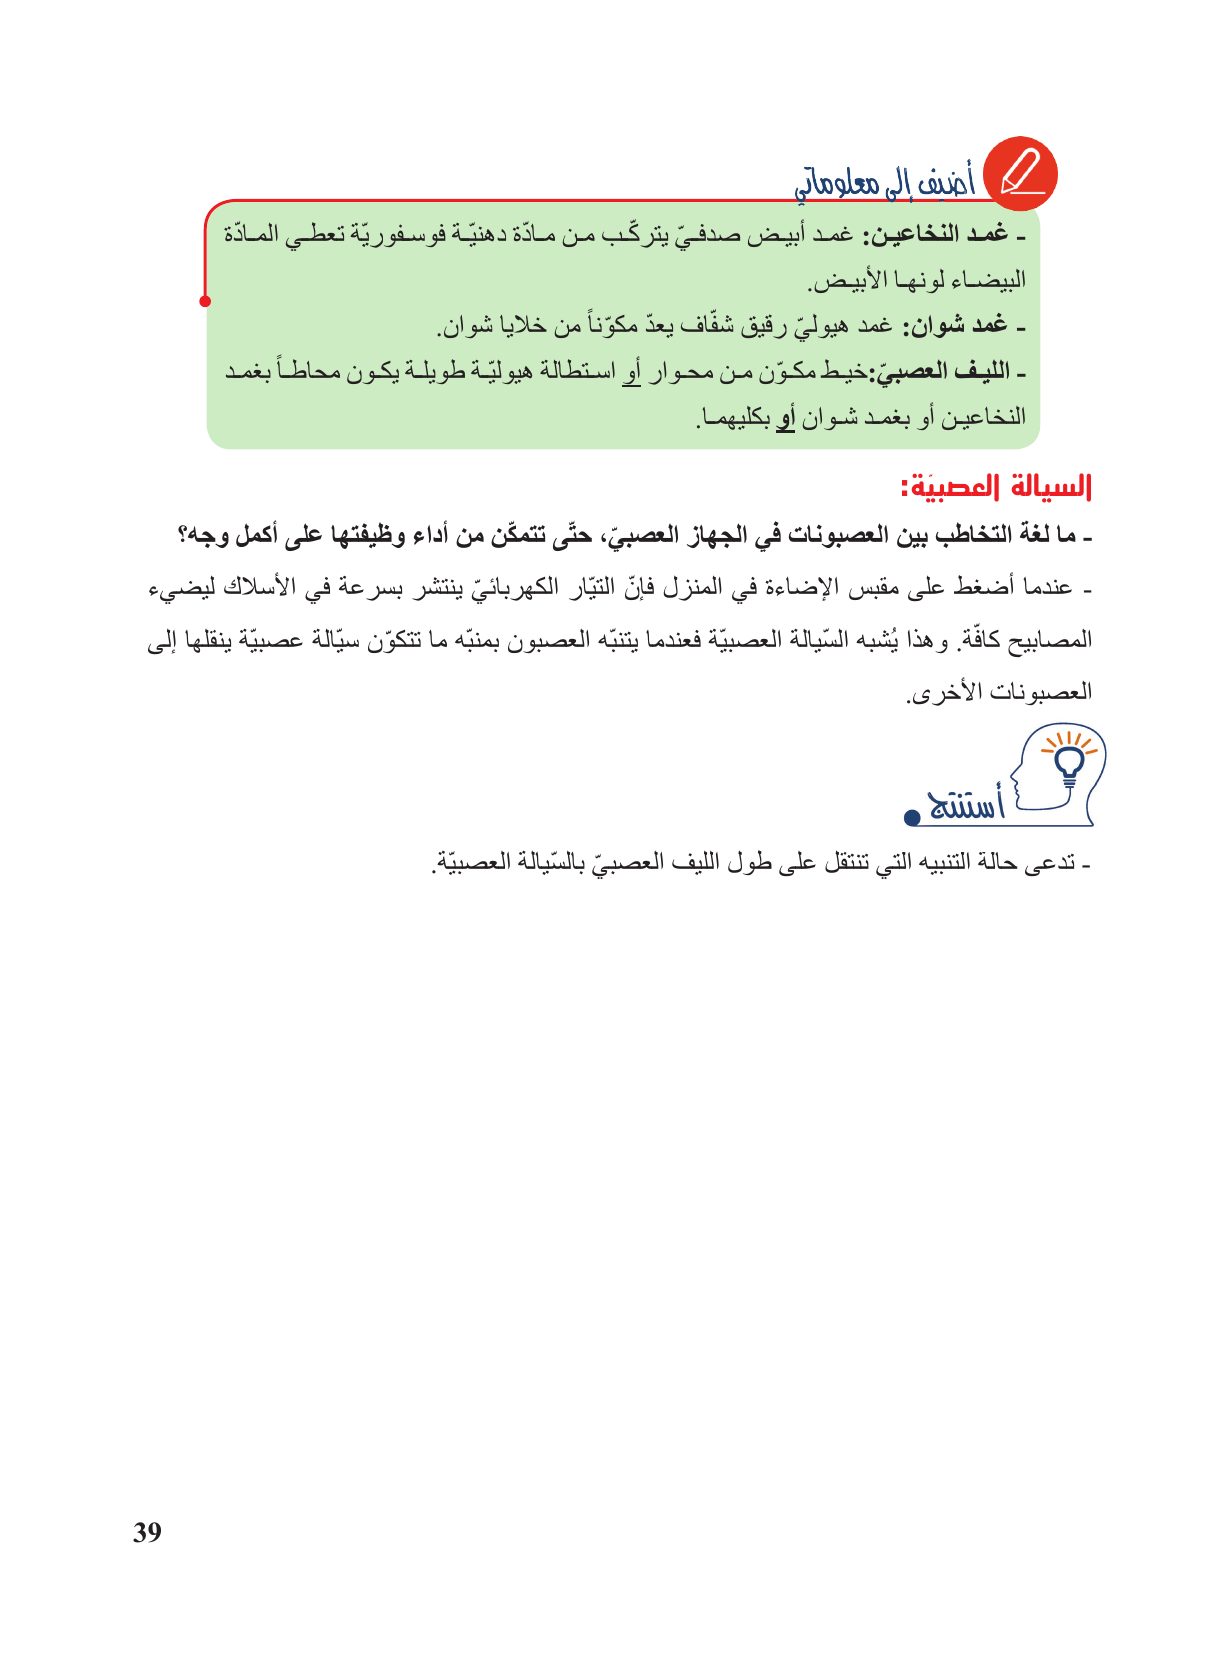 أضيف إلى معلوماتي
- غمد النخاعين: غمد أبيض صدفيّ يتركّب من مادّة دهنيّة فوسفوريّة تعطي المادّة
البيضاء لونها الأبيض.
- غمد شوان: غمد هيوليّ رقيق شفّاف يعدّ مكوّناً من خلايا شوان.
- الليف العصبيّ:خيط مكوّن من محوار أو استطالة هيوليّة طويلة يكون محاطاً بغمد
النخاعين أو بغمد شوان أو بكليهما.
السيالة العصبيّة:
- ما لغة التخاطب بين العصبونات في الجهاز العصبيّ، حتّى تتمكّن من أداء وظيفتها على أكمل وجه؟
- عندما أضغط على مقبس الإضاءة في المنزل فإنّ التيّار الكهربائيّ ينتشر بسرعة في الأسلاك ليضيء
المصابيح كافّة. وهذا يُشبه السّيالة العصبيّة فعندما يتنبّه العصبون بمنبّه ما تتكوّن سيّالة عصبيّة ينقلها إلى
العصبونات الأخرى.
أستنتج
- تدعى حالة التنبيه التي تنتقل على طول الليف العصبيّ بالسّيالة العصبيّة.
39